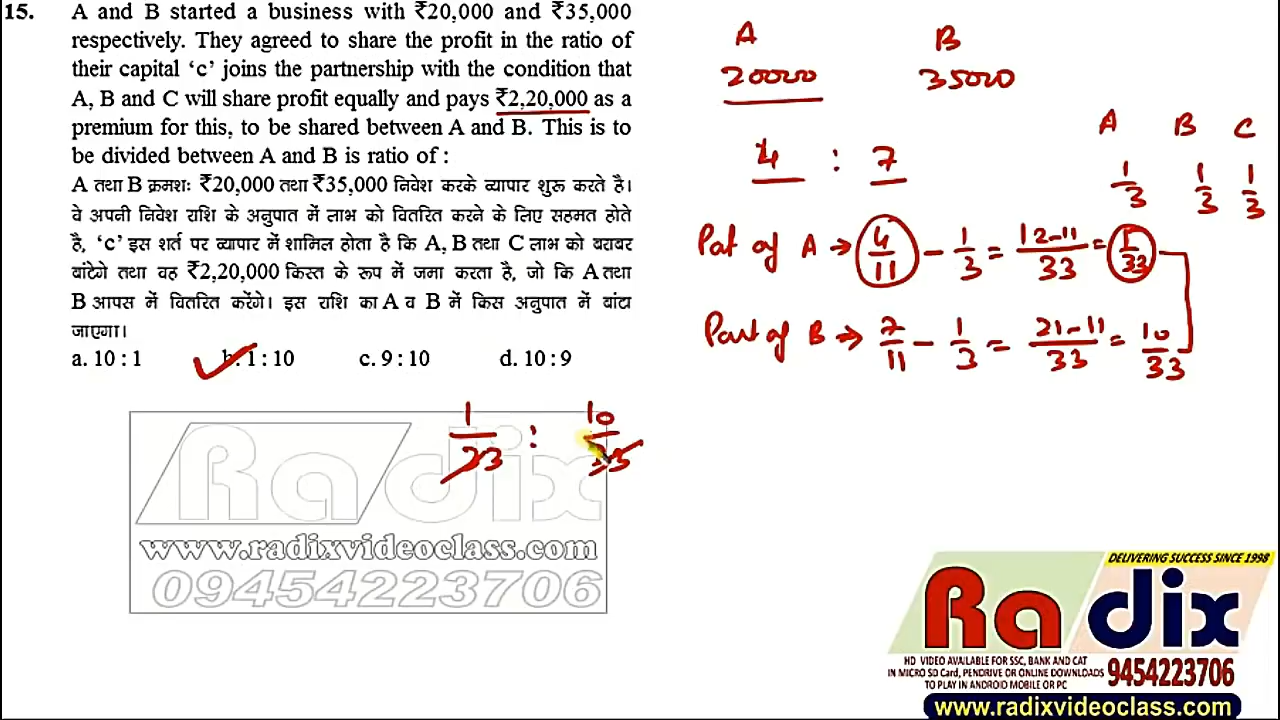 15. A and B started a business with ₹20,000 and ₹35,000
respectively. They agreed to share the profit in the ratio of
their capital ‘c’ joins the partnership with the condition that
A, B and C will share profit equally and pays ₹2,20,000 as a
premium for this, to be shared between A and B. This is to
be divided between A and B is ratio of :
A तथा B क्रमशः ₹20,000 तथा ₹35,000 निवेश करके व्यापार शुरू करते है।
वे अपनी निवेश राशि के अनुपात में लाभ को वितरित करने के लिए सहमत होते
है, ‘c’ इस शर्त पर व्यापार में शामिल होता है कि A, B तथा C लाभ को बराबर
बांटेगे तथा वह ₹2,20,000 किस्त के रूप में जमा करता है, जो कि A तथा
B आपस में वितरित करेंगे। इस राशि का A व B में किस अनुपात में बांटा
जाएगा।
a. 10 : 1 b. 1 : 10 c. 9 : 10 d. 10 : 9
A B
20000 35000
4 : 7
A B C
1/3 1/3 1/3
Part of A → 4/11 - 1/3 = 12-11/33 = 1/33
Part of B → 7/11 - 1/3 = 21-11/33 = 10/33
1/33 : 10/33
Radix
www.radixvideoclass.com
09454223706
DELIVERING SUCCESS SINCE 1998
Radix
HD VIDEO AVAILABLE FOR SSC, BANK AND CAT
IN MICRO SD Card, PENDRIVE OR ONLINE DOWNLOADS
TO PLAY IN ANDROID MOBILE OR PC
9454223706
www.radixvideoclass.com